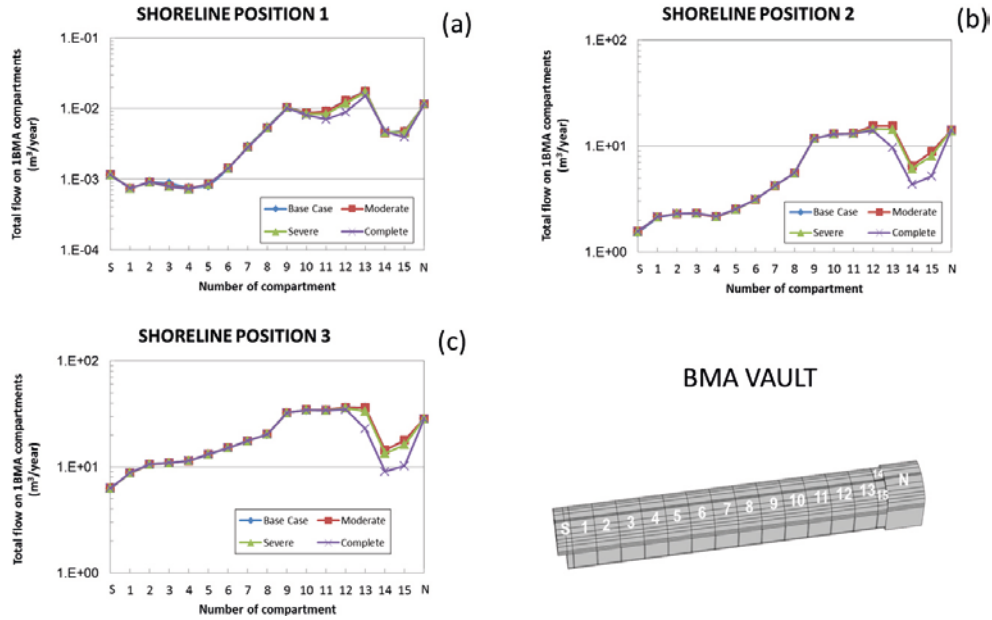 SHORELINE POSITION 1
(a)
1.E-01
1.E-02
1.E-03
1.E-04
Total flow on 1BMA compartments
(m³/year)
Base Case
Moderate
Severe
Complete
S 1 2 3 4 5 6 7 8 9 10 11 12 13 14 15 N
Number of compartment
SHORELINE POSITION 2
(b)
1.E+02
1.E+01
1.E+00
Total flow on 1BMA compartments
(m³/year)
Base Case
Moderate
Severe
Complete
S 1 2 3 4 5 6 7 8 9 10 11 12 13 14 15 N
Number of compartment
SHORELINE POSITION 3
(c)
1.E+02
1.E+01
1.E+00
Total flow on 1BMA compartments
(m³/year)
Base Case
Moderate
Severe
Complete
S 1 2 3 4 5 6 7 8 9 10 11 12 13 14 15 N
Number of compartment
BMA VAULT
S 1 2 3 4 5 6 7 8 9 10 11 12 13 14 15 N